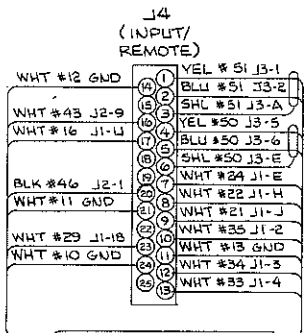 J4
(INPUT/
REMOTE)
WHT #12 GND
WHT #43 J2-9
WHT #16 J1-U
BLK #46 J2-1
WHT #11 GND
WHT #29 J1-18
WHT #10 GND
14
15
16
17
18
19
20
21
22
23
24
25
1
2
3
4
5
6
7
8
9
10
11
12
13
YEL #51 J3-1
BLU #51 J3-2
SHL #51 J3-A
YEL #50 J3-5
BLU #50 J3-6
SHL #50 J3-E
WHT #24 J1-E
WHT #22 J1-H
WHT #21 J1-J
WHT #35 J1-2
WHT #13 GND
WHT #34 J1-3
WHT #33 J1-4